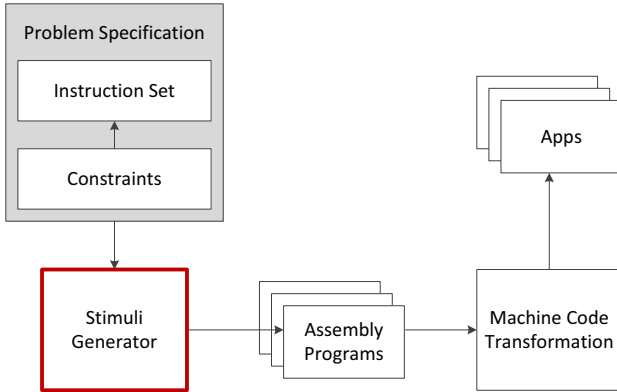 Problem Specification
Instruction Set
Constraints
Apps
Stimuli
Generator
Assembly
Programs
Machine Code
Transformation